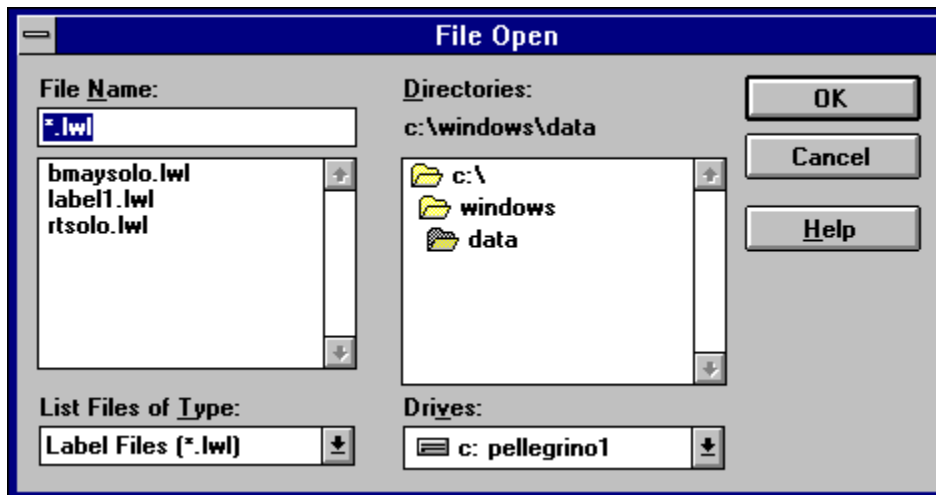 File Open
File Name:
*.lwl
bmaysolo.lwl
label1.lwl
rtsolo.lwl
List Files of Type:
Label Files (*.lwl)
Directories:
c:\windows\data
c:\
windows
data
Drives:
c: pellegrino1
OK
Cancel
Help